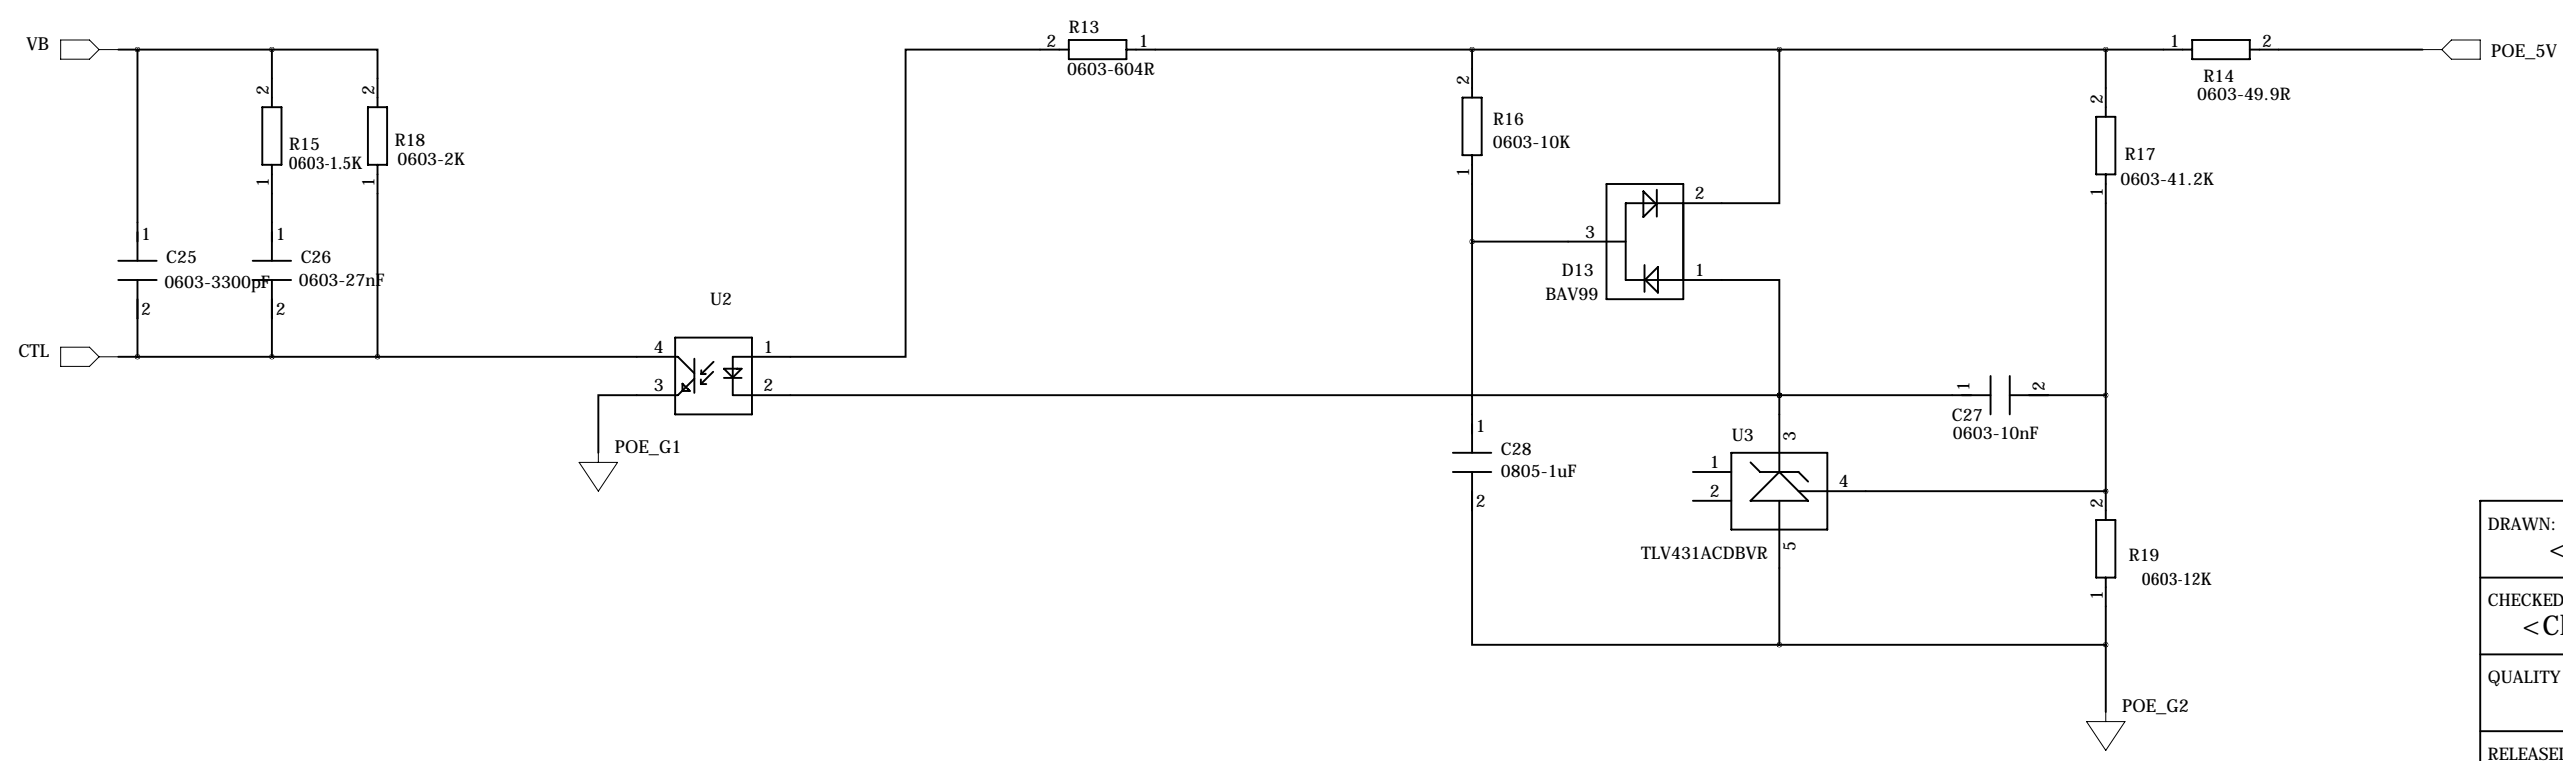 VB
R13
2
1
0603-604R
1
2
POE_5V
R14
0603-49.9R
2
R15
0603-1.5K
1
2
R18
0603-2K
1
2
R16
0603-10K
1
2
R17
0603-41.2K
1
1
C25
0603-3300pF
2
1
C26
0603-27nF
2
3
2
1
D13
BAV99
U2
CTL
4
3
1
2
POE_G1
1
2
C27
0603-10nF
1
C28
0805-1uF
2
U3
3
1
2
4
5
TLV431ACDBVR
2
R19
0603-12K
1
POE_G2
DRAWN:
<
CHECKED
QUALITY
RELEASED